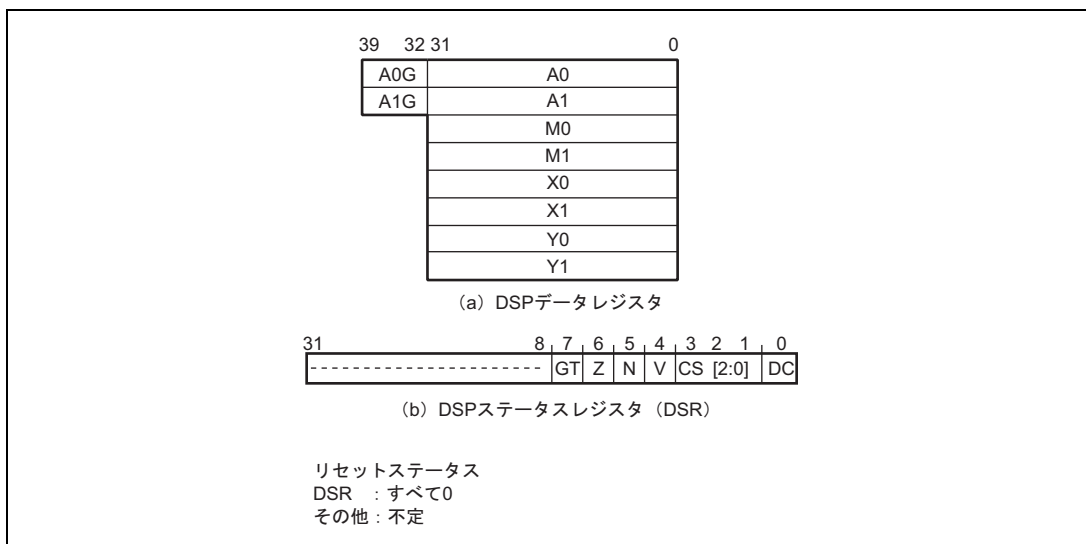 39 32 31 0
A0G A0
A1G A1
M0
M1
X0
X1
Y0
Y1
（a）DSPデータレジスタ
31 8 7 6 5 4 3 2 1 0
GT Z N V CS [2:0] DC
（b）DSPステータスレジスタ（DSR）
リセットステータス
DSR ：すべて0
その他：不定